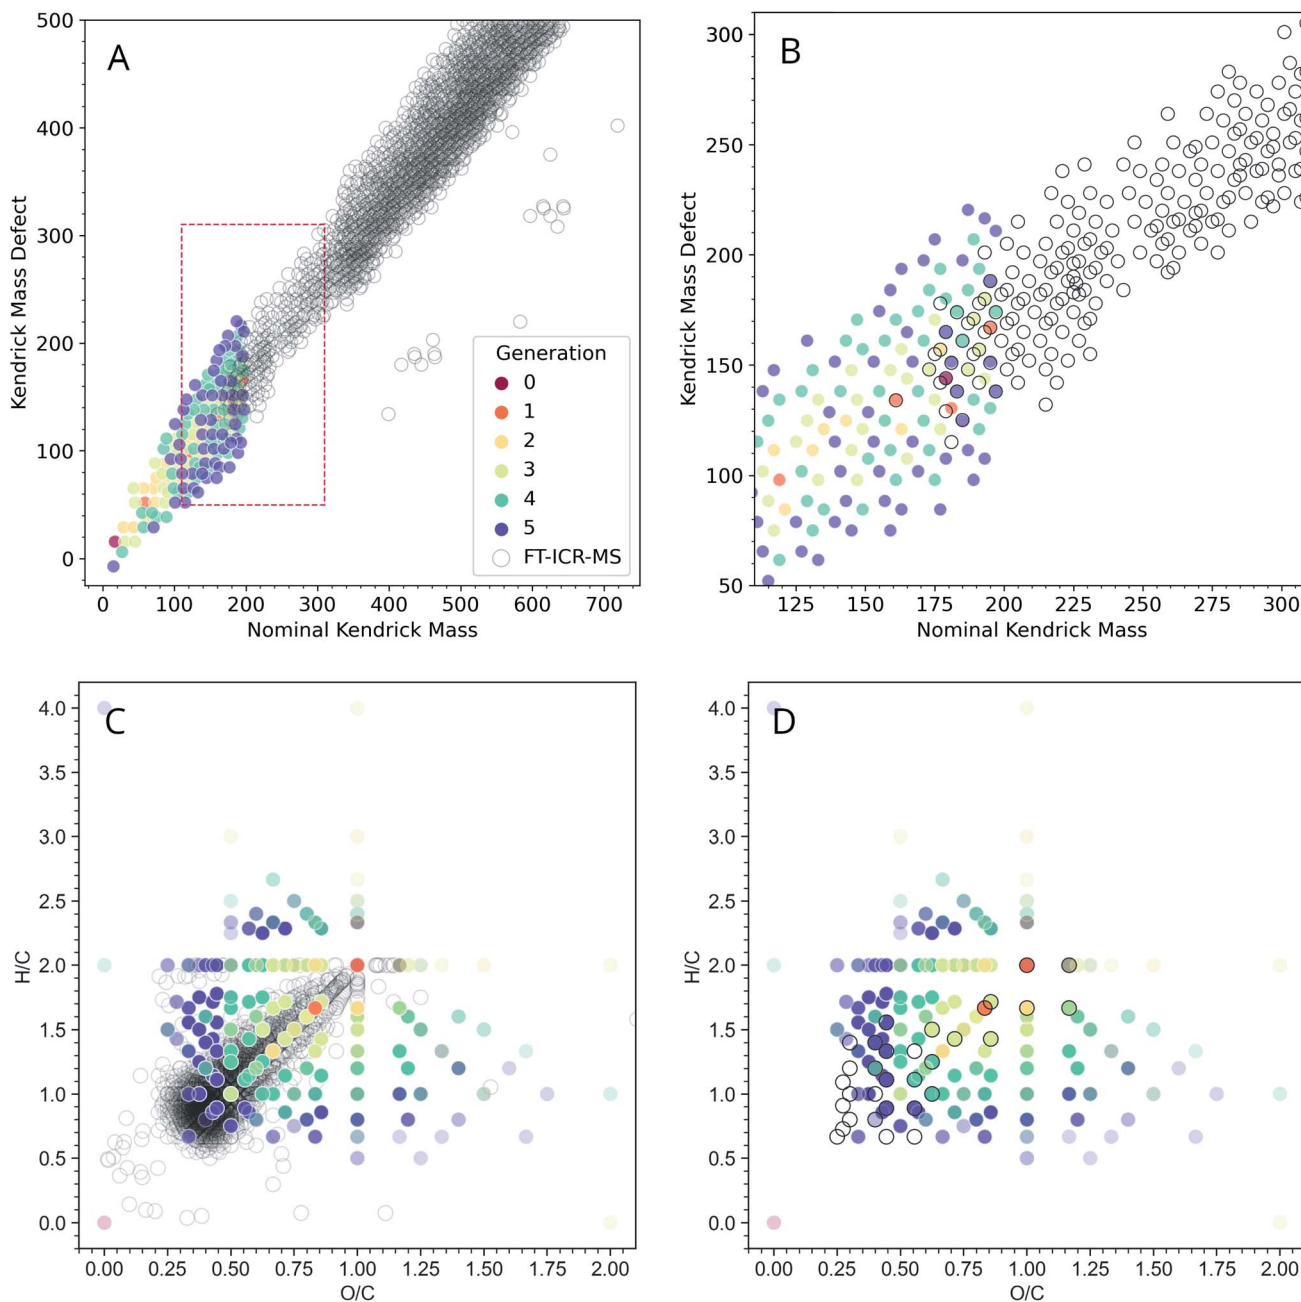 A
500
400
300
200
100
0
Kendrick Mass Defect
0 100 200 300 400 500 600 700
Nominal Kendrick Mass
Generation
0
1
2
3
4
5
FT-ICR-MS
B
300
250
200
150
100
50
Kendrick Mass Defect
125 150 175 200 225 250 275 300
Nominal Kendrick Mass
C
4.0
3.5
3.0
2.5
2.0
1.5
1.0
0.5
0.0
H/C
0.00 0.25 0.50 0.75 1.00 1.25 1.50 1.75 2.00
O/C
D
4.0
3.5
3.0
2.5
2.0
1.5
1.0
0.5
0.0
H/C
0.00 0.25 0.50 0.75 1.00 1.25 1.50 1.75 2.00
O/C